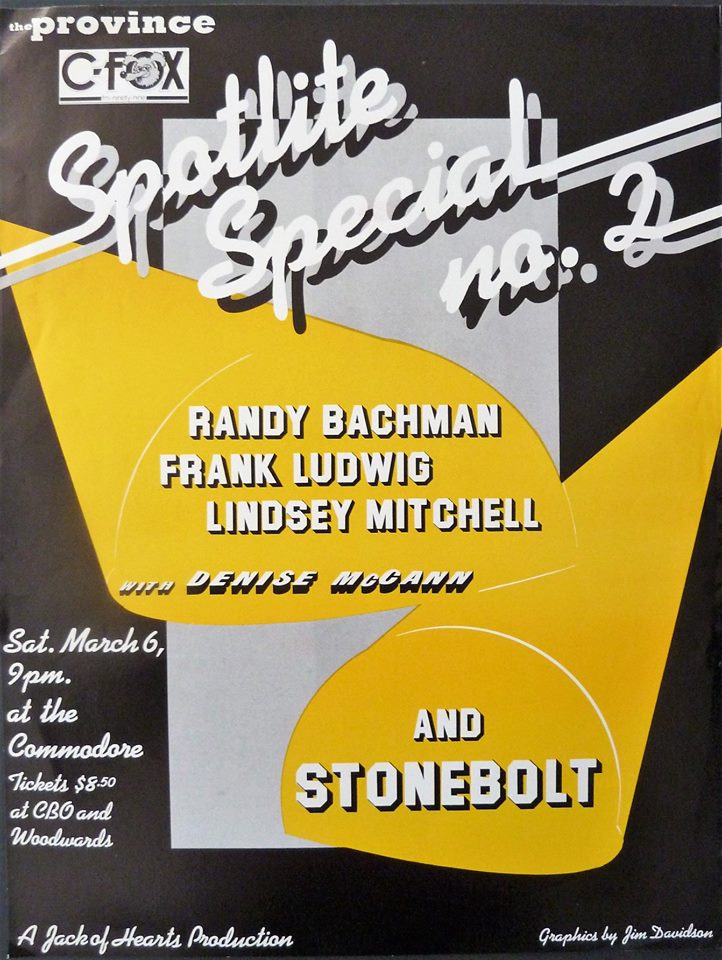 the province
C-FOX
Spotlite
Special
no. 2
RANDY BACHMAN
FRANK LUDWIG
LINDSEY MITCHELL
WITH DENISE McCANN
Sat. March 6,
9pm.
at the
Commodore
Tickets $8.50
at CBO and
Woodwards
AND
STONEBOLT
A Jack of Hearts Production
Graphics by Jim Davidson